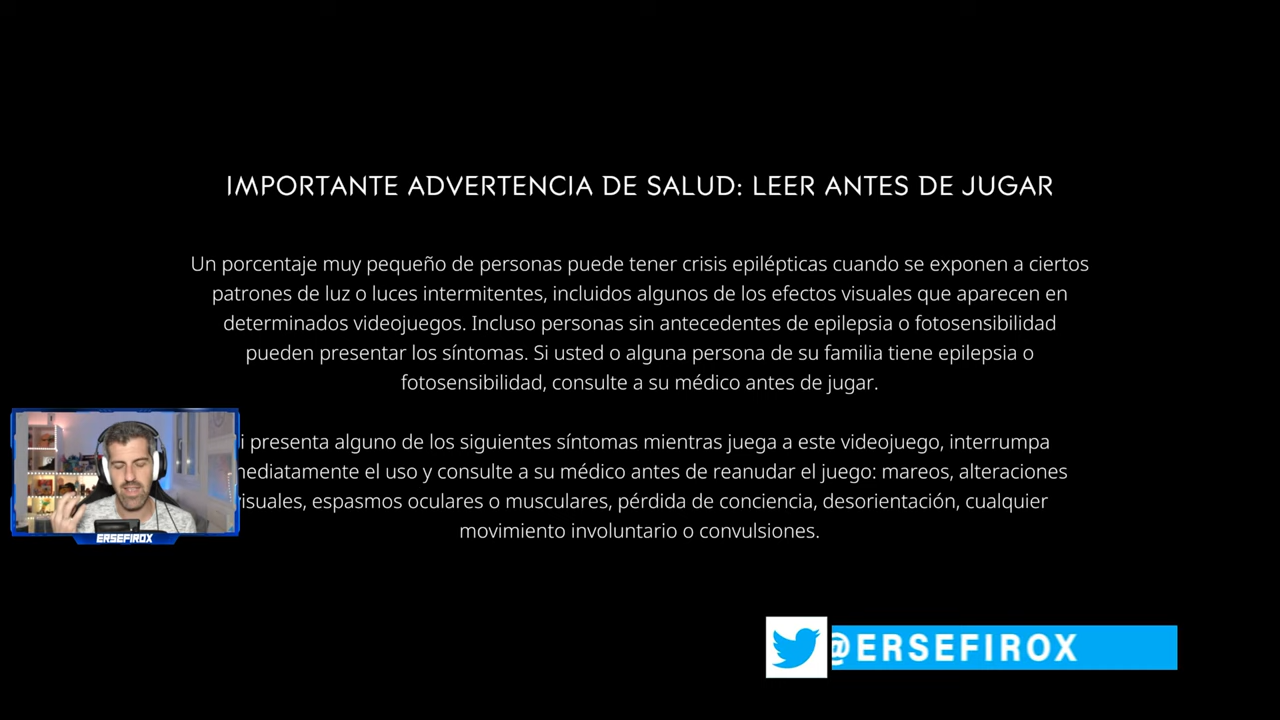 IMPORTANTE ADVERTENCIA DE SALUD: LEER ANTES DE JUGAR
Un porcentaje muy pequeño de personas puede tener crisis epilépticas cuando se exponen a ciertos
patrones de luz o luces intermitentes, incluidos algunos de los efectos visuales que aparecen en
determinados videojuegos. Incluso personas sin antecedentes de epilepsia o fotosensibilidad
pueden presentar los síntomas. Si usted o alguna persona de su familia tiene epilepsia o
fotosensibilidad, consulte a su médico antes de jugar.
i presenta alguno de los siguientes síntomas mientras juega a este videojuego, interrumpa
mediatamente el uso y consulte a su médico antes de reanudar el juego: mareos, alteraciones
isuales, espasmos oculares o musculares, pérdida de conciencia, desorientación, cualquier
movimiento involuntario o convulsiones.
ERSEFIROX
@ERSEFIROX